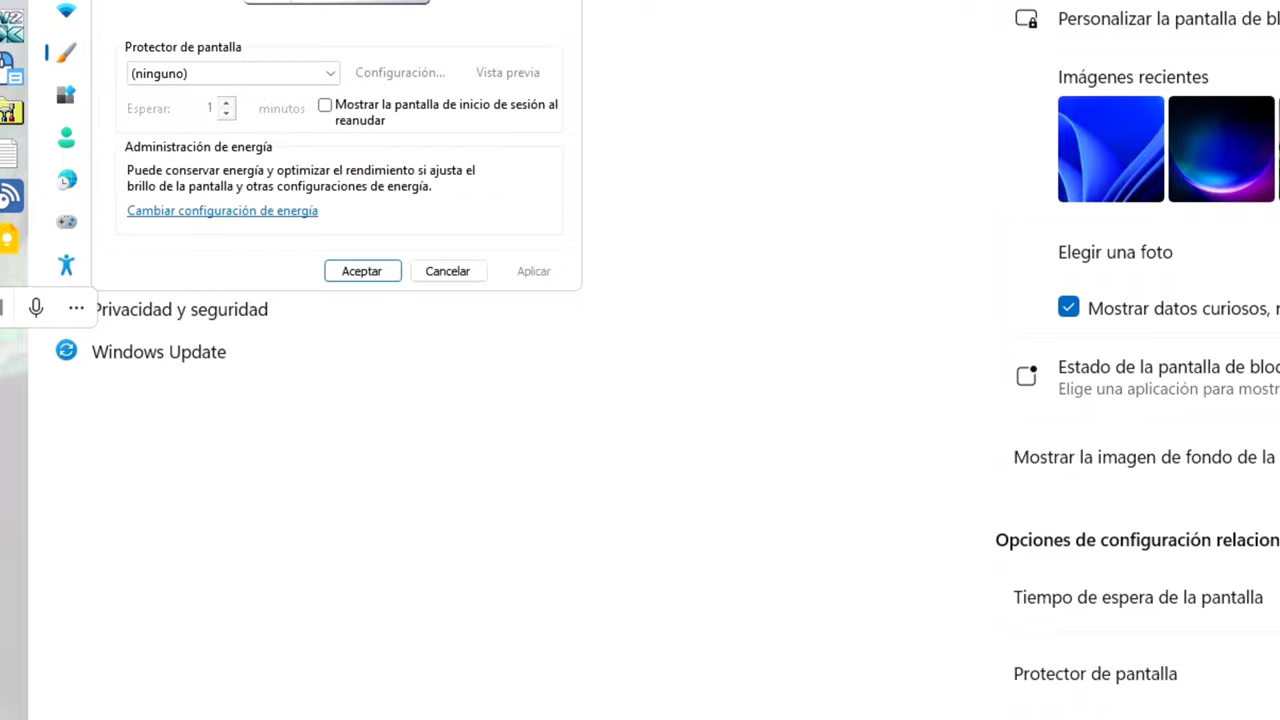 Protector de pantalla
(ninguno)
Configuración...
Vista previa
Esperar:
1
minutos
Mostrar la pantalla de inicio de sesión al
reanudar
Administración de energía
Puede conservar energía y optimizar el rendimiento si ajusta el
brillo de la pantalla y otras configuraciones de energía.
Cambiar configuración de energía
Aceptar
Cancelar
Aplicar
Privacidad y seguridad
Windows Update
Personalizar la pantalla de bl
Imágenes recientes
Elegir una foto
Mostrar datos curiosos,
Estado de la pantalla de bloc
Elige una aplicación para mostr
Mostrar la imagen de fondo de la
Opciones de configuración relacion
Tiempo de espera de la pantalla
Protector de pantalla